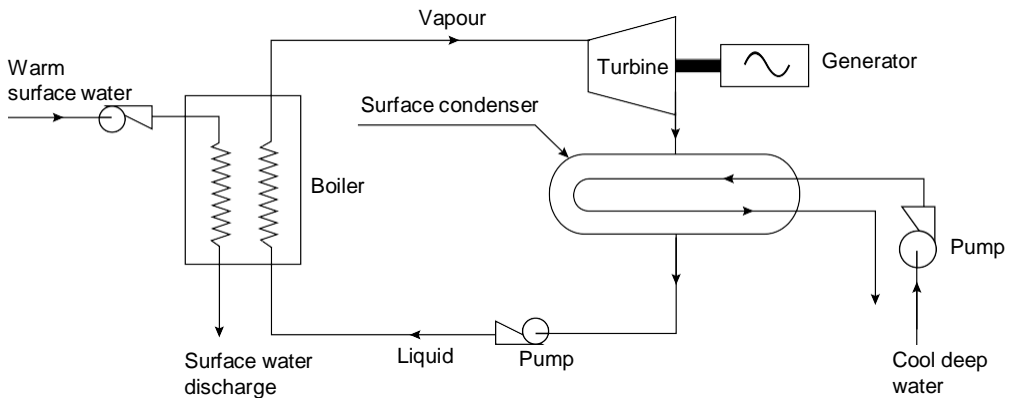 Vapour
Warm
surface water
Turbine
Generator
Surface condenser
Boiler
Pump
Liquid
Pump
Surface water
discharge
Cool deep
water